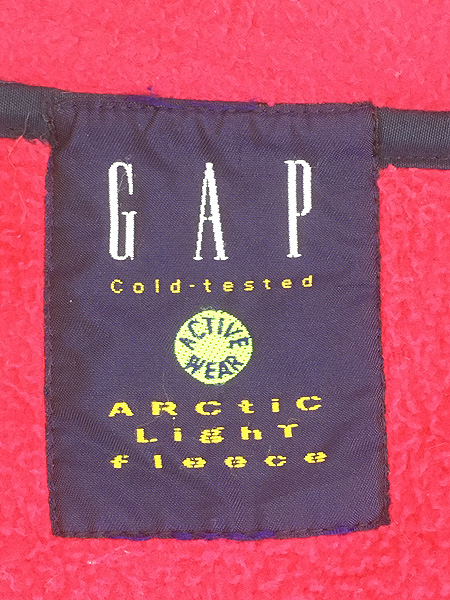 GAP
Cold-tested
ACTIVE
WEAR
ARCtiC
LighT
fleece